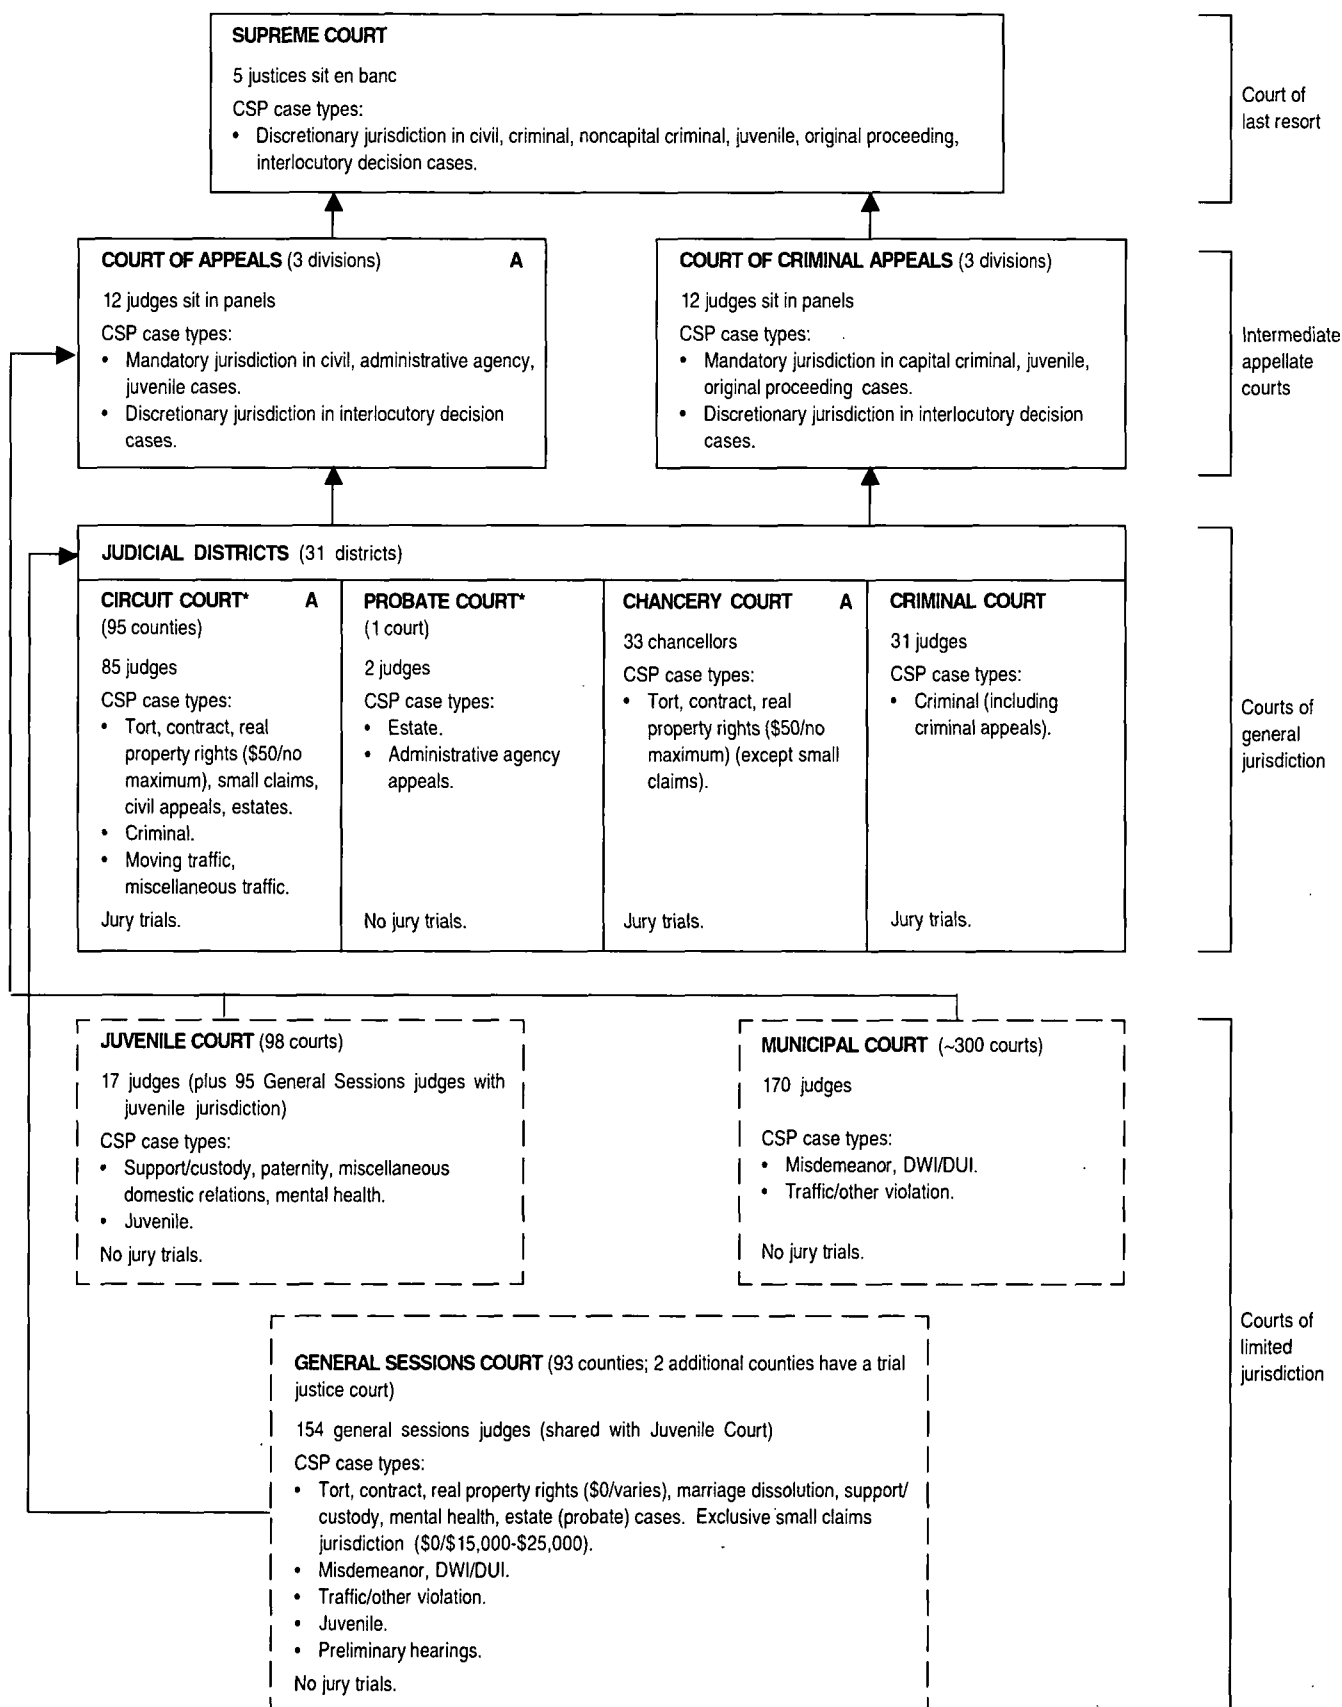 SUPREME COURT
5 justices sit en banc
CSP case types:
• Discretionary jurisdiction in civil, criminal, noncapital criminal, juvenile, original proceeding,
interlocutory decision cases.
Court of
last resort
COURT OF APPEALS (3 divisions) A
12 judges sit in panels
CSP case types:
• Mandatory jurisdiction in civil, administrative agency,
juvenile cases.
• Discretionary jurisdiction in interlocutory decision
cases.
COURT OF CRIMINAL APPEALS (3 divisions)
12 judges sit in panels
CSP case types:
• Mandatory jurisdiction in capital criminal, juvenile,
original proceeding cases.
• Discretionary jurisdiction in interlocutory decision
cases.
Intermediate
appellate
courts
JUDICIAL DISTRICTS (31 districts)
CIRCUIT COURT* A
(95 counties)
85 judges
CSP case types:
• Tort, contract, real
property rights ($50/no
maximum), small claims,
civil appeals, estates.
• Criminal.
• Moving traffic,
miscellaneous traffic.
Jury trials.
PROBATE COURT*
(1 court)
2 judges
CSP case types:
• Estate.
• Administrative agency
appeals.
No jury trials.
CHANCERY COURT A
33 chancellors
CSP case types:
• Tort, contract, real
property rights ($50/no
maximum) (except small
claims).
Jury trials.
CRIMINAL COURT
31 judges
CSP case types:
• Criminal (including
criminal appeals).
Jury trials.
Courts of
general
jurisdiction
JUVENILE COURT (98 courts)
17 judges (plus 95 General Sessions judges with
juvenile jurisdiction)
CSP case types:
• Support/custody, paternity, miscellaneous
domestic relations, mental health.
• Juvenile.
No jury trials.
MUNICIPAL COURT (~300 courts)
170 judges
CSP case types:
• Misdemeanor, DWI/DUI.
• Traffic/other violation.
No jury trials.
GENERAL SESSIONS COURT (93 counties; 2 additional counties have a trial
justice court)
154 general sessions judges (shared with Juvenile Court)
CSP case types:
• Tort, contract, real property rights ($0/varies), marriage dissolution, support/
custody, mental health, estate (probate) cases. Exclusive small claims
jurisdiction ($0/$15,000-$25,000).
• Misdemeanor, DWI/DUI.
• Traffic/other violation.
• Juvenile.
• Preliminary hearings.
No jury trials.
Courts of
limited
jurisdiction